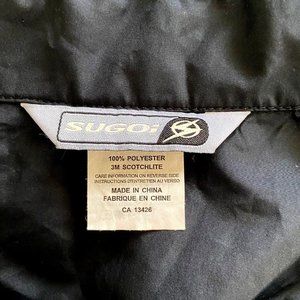 SUGOi
100% POLYESTER
3M SCOTCHLITE
CARE INFORMATION ON REVERSE SIDE
INSTRUCTIONS D'ENTRETIEN AU VERSO
MADE IN CHINA
FABRIQUE EN CHINE
CA 13426